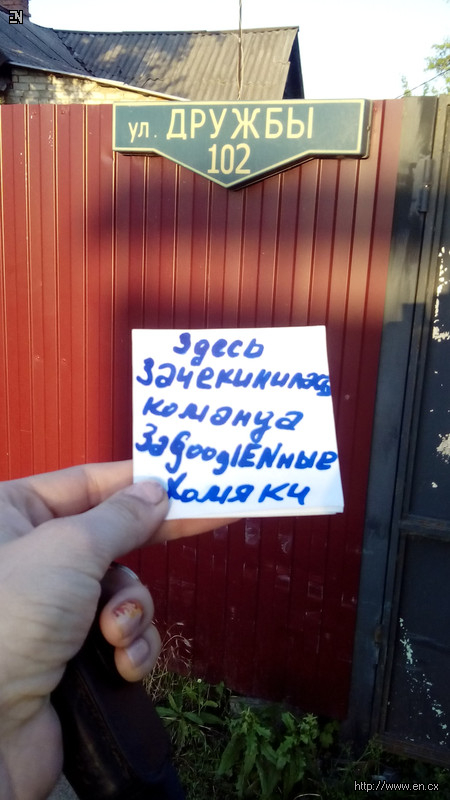 EN
ул. ДРУЖБЫ
102
Здесь
Зачекинилась
команда
ЗаGooglENные
Хомяки
http://www.en.cx